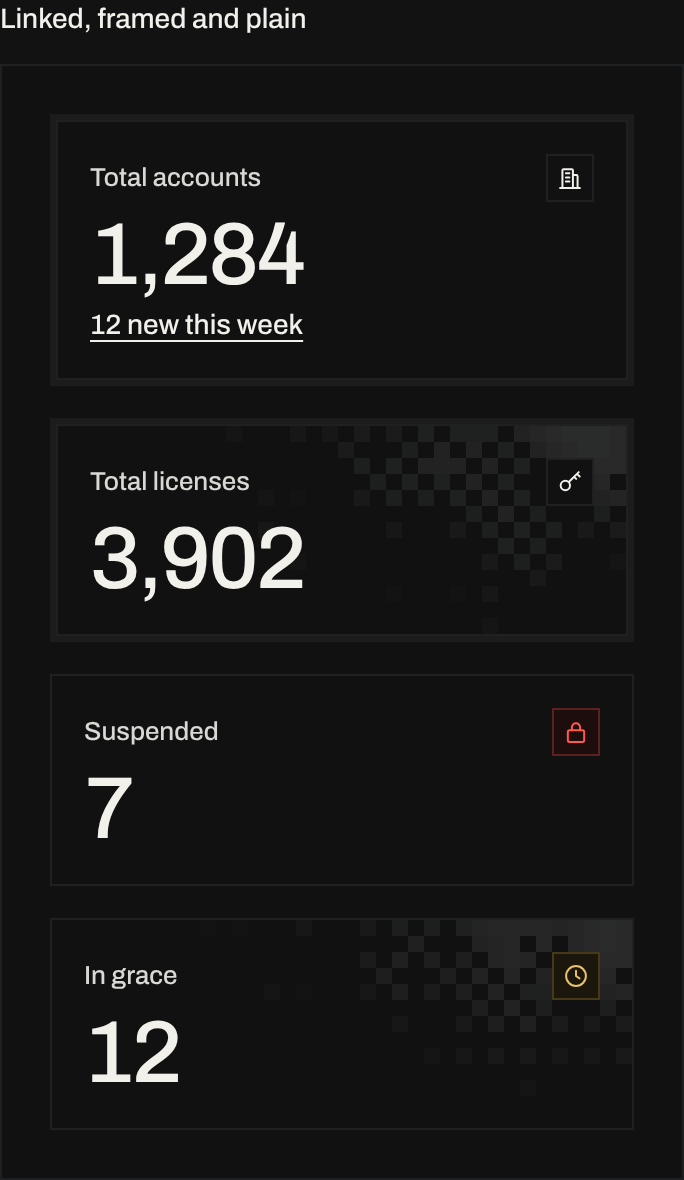 Linked, framed and plain
Total accounts
1,284
12 new this week
Total licenses
3,902
Suspended
7
In grace
12